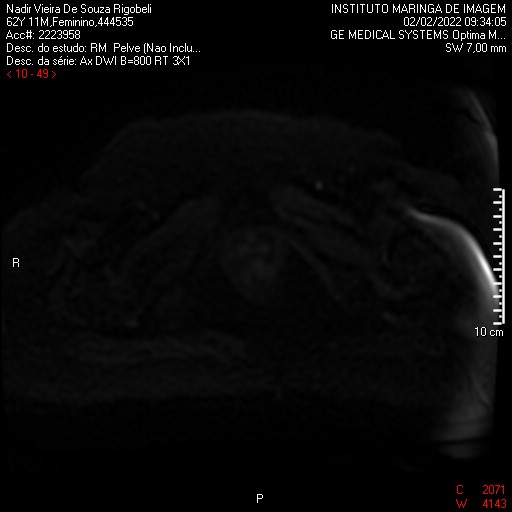 Nadir Vieira De Souza Rigobeli
62Y 11M,Feminino,444535
Acc#: 2223958
Desc. do estudo: RM Pelve (Nao Inclu...
Desc. da série: Ax DWI B=800 RT 3X1
< 10 - 49 >
INSTITUTO MARINGA DE IMAGEM
02/02/2022 09:34:05
GE MEDICAL SYSTEMS Optima M...
SW 7,00 mm
R
10 cm
P
C 2071
W 4143